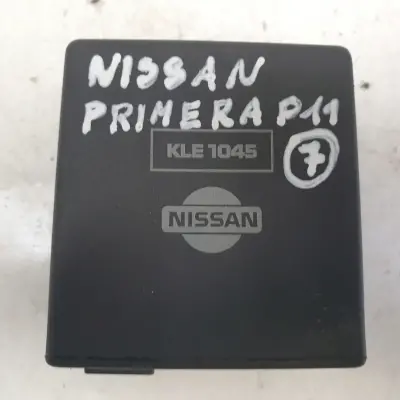 NISSAN
PRIMERA P11
KLE 1045
7
NISSAN